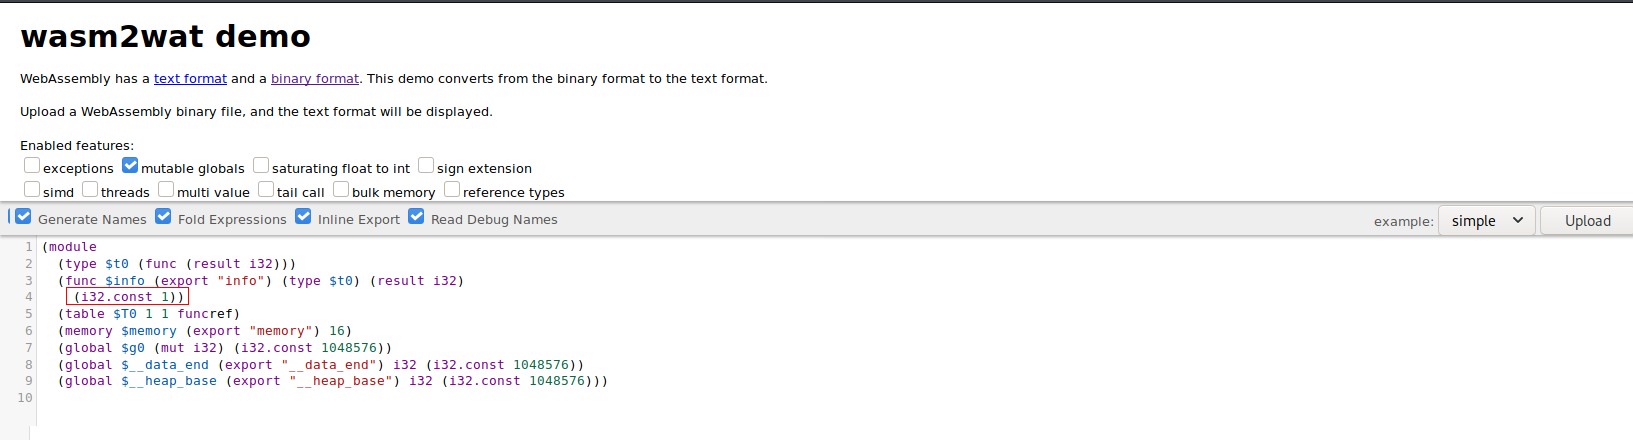 wasm2wat demo
WebAssembly has a text format and a binary format. This demo converts from the binary format to the text format.
Upload a WebAssembly binary file, and the text format will be displayed.
Enabled features:
exceptions mutable globals saturating float to int sign extension
simd threads multi value tail call bulk memory reference types
Generate Names Fold Expressions Inline Export Read Debug Names example: simple Upload
1 (module
2   (type $t0 (func (result i32)))
3   (func $info (export "info") (type $t0) (result i32)
4     (i32.const 1))
5   (table $T0 1 1 funcref)
6   (memory $memory (export "memory") 16)
7   (global $g0 (mut i32) (i32.const 1048576))
8   (global $__data_end (export "__data_end") i32 (i32.const 1048576))
9   (global $__heap_base (export "__heap_base") i32 (i32.const 1048576)))
10